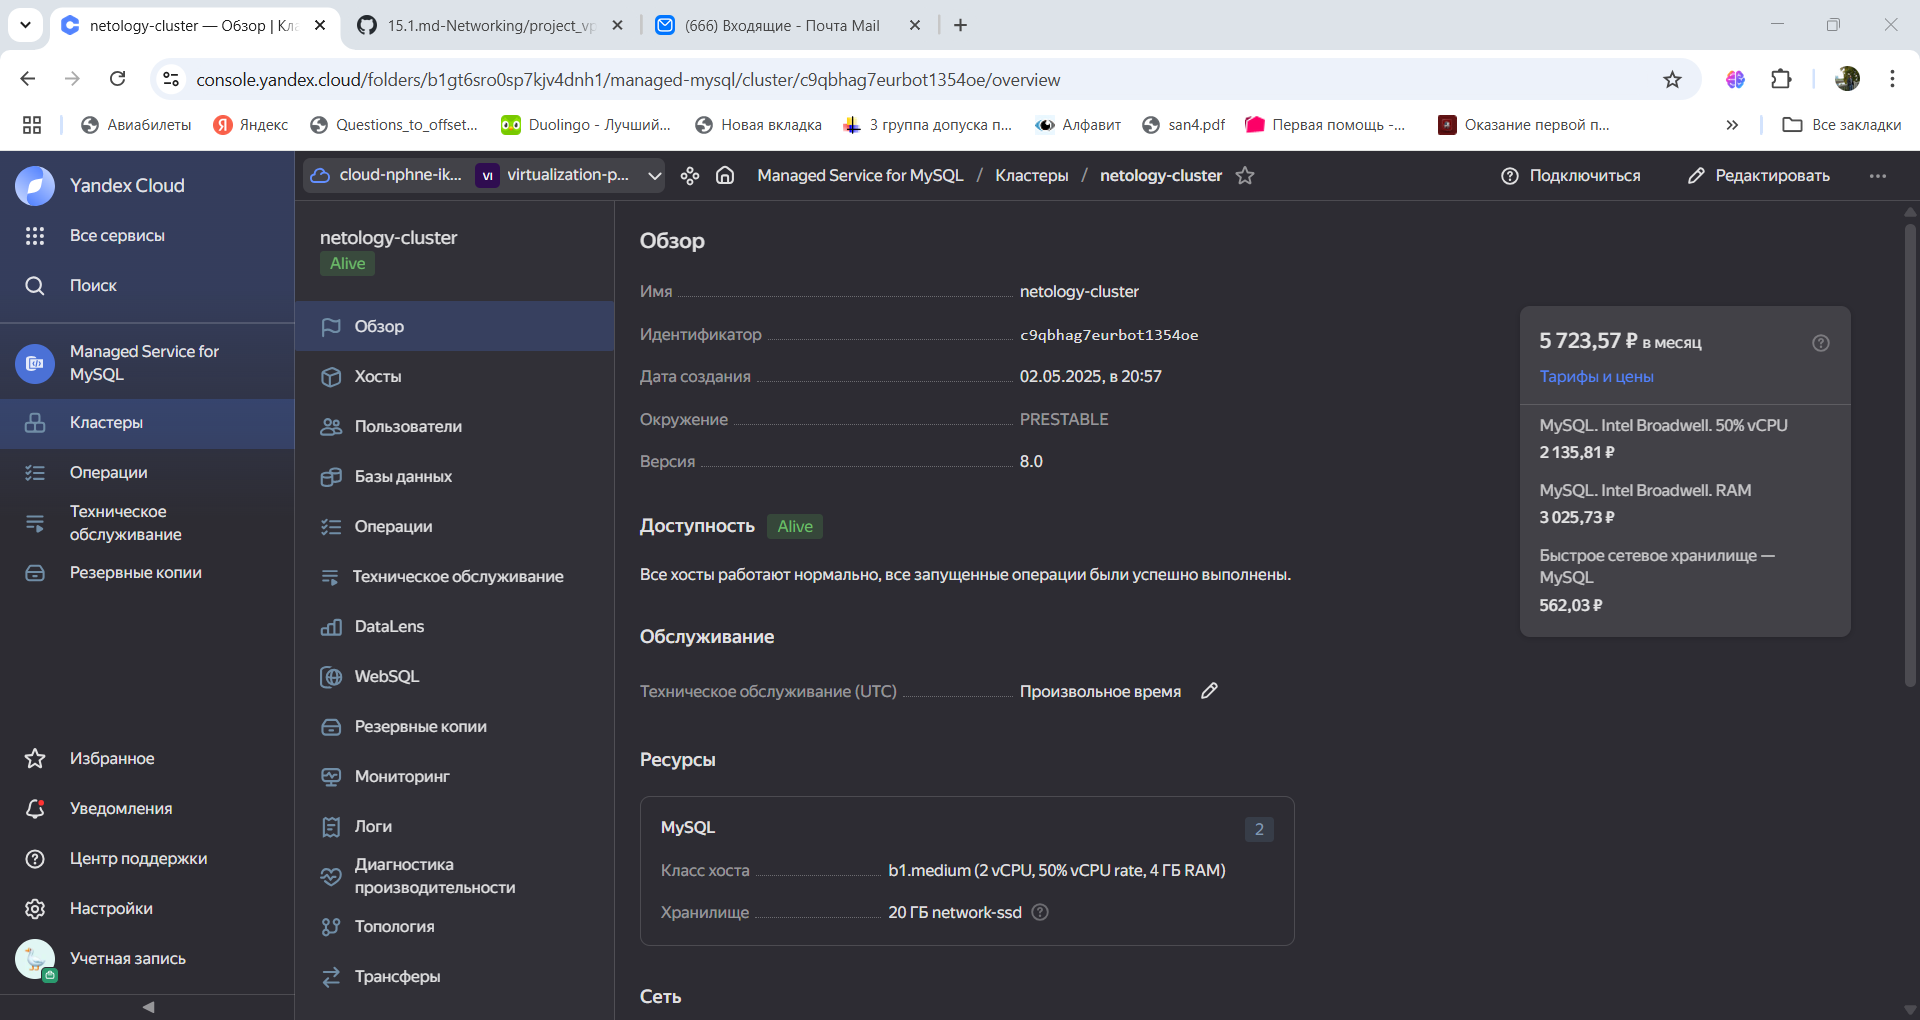 netology-cluster — Обзор | Кла
15.1.md-Networking/project_vp
(666) Входящие - Почта Mail
console.yandex.cloud/folders/b1gt6sro0sp7kjv4dnh1/managed-mysql/cluster/c9qbhag7eurbot1354oe/overview
Авиабилеты
Яндекс
Questions_to_offset...
Duolingo - Лучший...
Новая вкладка
3 группа допуска п...
Алфавит
san4.pdf
Первая помощь -...
Оказание первой п...
Все закладки
Yandex Cloud
Все сервисы
Поиск
Managed Service for
MySQL
Кластеры
Операции
Техническое
обслуживание
Резервные копии
Избранное
Уведомления
Центр поддержки
Настройки
Учетная запись
cloud-nphne-ik...
VI
virtualization-p...
Managed Service for MySQL / Кластеры / netology-cluster
Подключиться
Редактировать
netology-cluster
Alive
Обзор
Хосты
Пользователи
Базы данных
Операции
Техническое обслуживание
DataLens
WebSQL
Резервные копии
Мониторинг
Логи
Диагностика
производительности
Топология
Трансферы
Обзор
Имя netology-cluster
Идентификатор c9qbhag7eurbot1354oe
Дата создания 02.05.2025, в 20:57
Окружение PRESTABLE
Версия 8.0
Доступность Alive
Все хосты работают нормально, все запущенные операции были успешно выполнены.
Обслуживание
Техническое обслуживание (UTC) Произвольное время
Ресурсы
MySQL 2
Класс хоста b1.medium (2 vCPU, 50% vCPU rate, 4 ГБ RAM)
Хранилище 20 ГБ network-ssd
Сеть
5 723,57 ₽ в месяц
Тарифы и цены
MySQL. Intel Broadwell. 50% vCPU
2 135,81 ₽
MySQL. Intel Broadwell. RAM
3 025,73 ₽
Быстрое сетевое хранилище —
MySQL
562,03 ₽